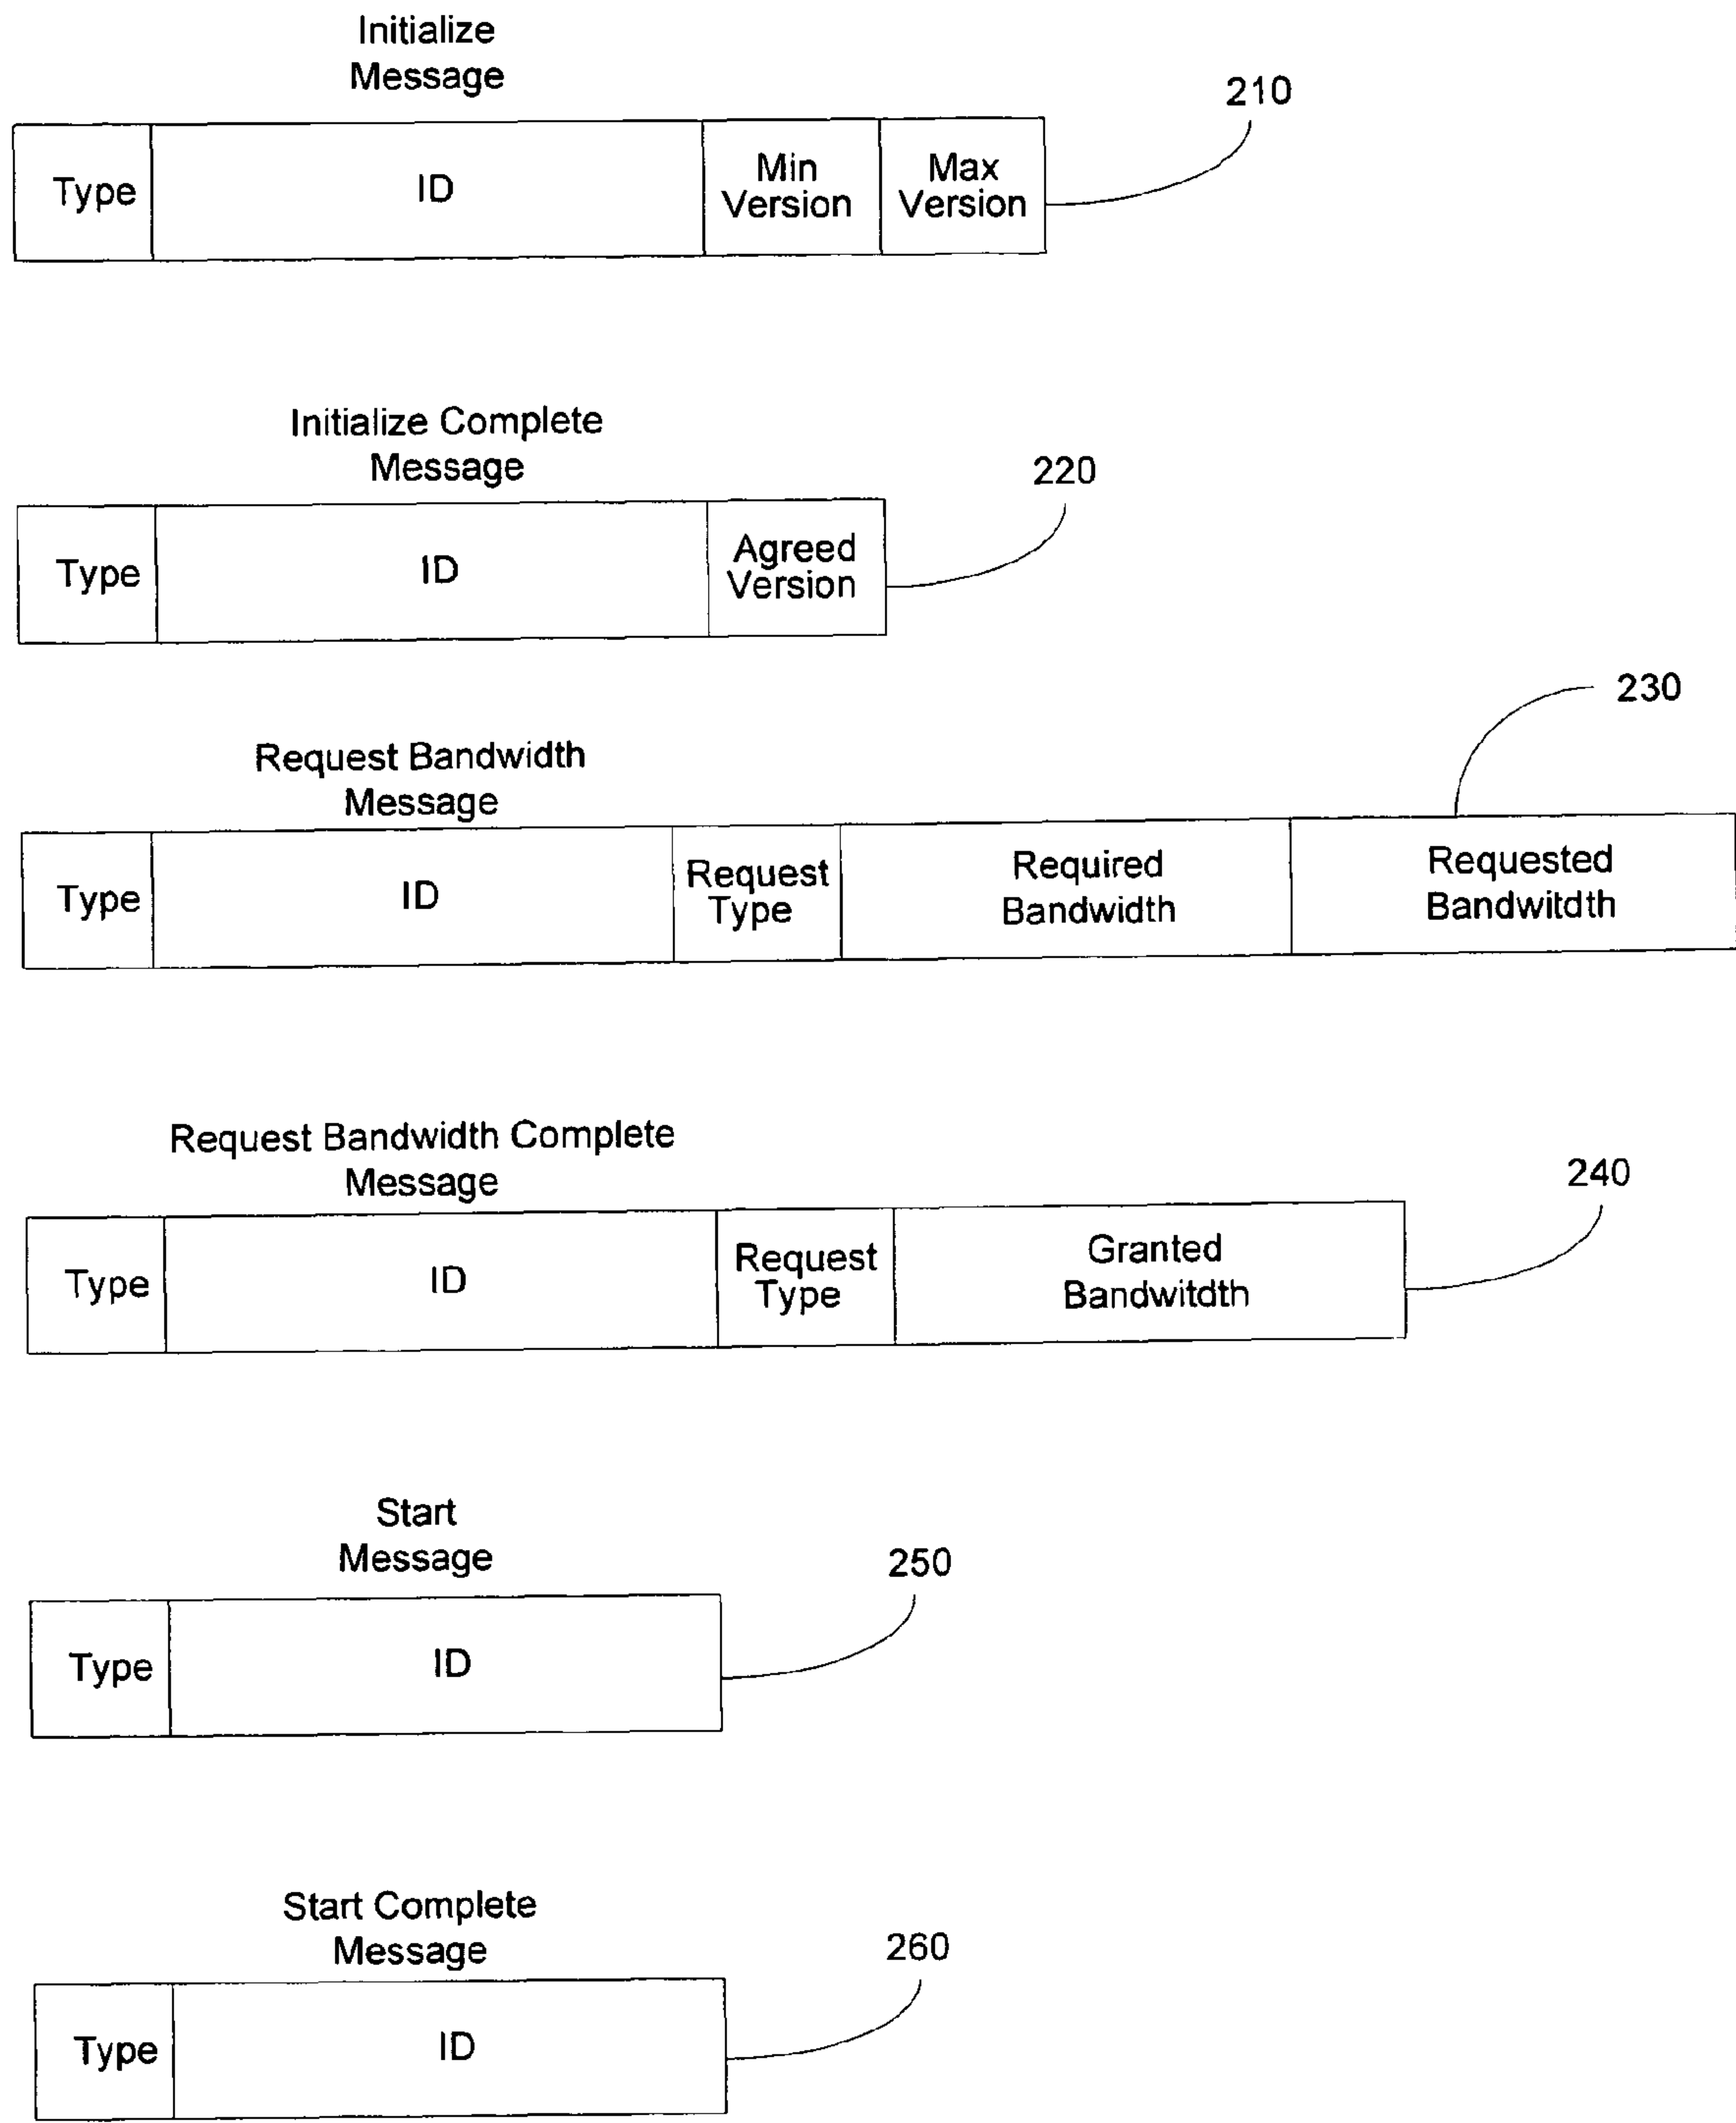 Initialize
Message
210
Type
ID
Min
Version
Max
Version
Initialize Complete
Message
220
Type
ID
Agreed
Version
230
Request Bandwidth
Message
Type
ID
Request
Type
Required
Bandwidth
Requested
Bandwitdth
Request Bandwidth Complete
Message
240
Type
ID
Request
Type
Granted
Bandwitdth
Start
Message
250
Type
ID
Start Complete
Message
260
Type
ID